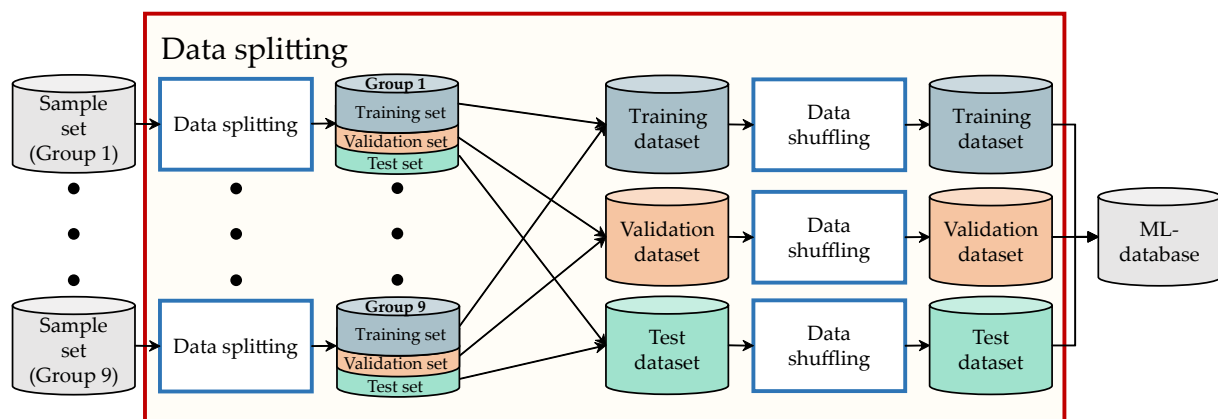 Data splitting
Sample
set
(Group 1)
Data splitting
Group 1
Training set
Validation set
Test set
Training
dataset
Data
shuffling
Training
dataset
Validation
dataset
Data
shuffling
Validation
dataset
ML-
database
Sample
set
(Group 9)
Data splitting
Group 9
Training set
Validation set
Test set
Test
dataset
Data
shuffling
Test
dataset